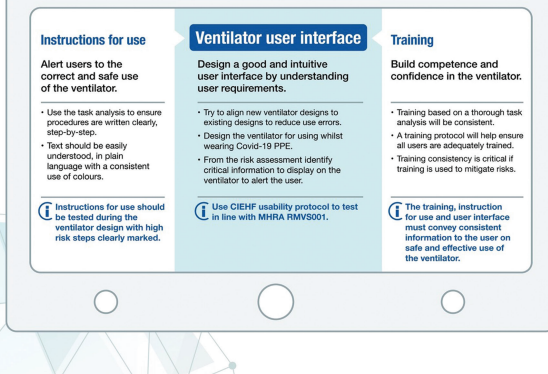 Instructions for use
Alert users to the
correct and safe use
of the ventilator.
• Use the task analysis to ensure
procedures are written clearly,
step-by-step.
• Text should be easily
understood, in plain
language with a consistent
use of colours.
i Instructions for use should
be tested during the
ventilator design with high
risk steps clearly marked.
Ventilator user interface
Design a good and intuitive
user interface by understanding
user requirements.
• Try to align new ventilator designs to
existing designs to reduce use errors.
• Design the ventilator for using whilst
wearing Covid-19 PPE.
• From the risk assessment identify
critical information to display on the
ventilator to alert the user.
i Use CIEHF usability protocol to test
in line with MHRA RMVS001.
Training
Build competence and
confidence in the ventilator.
• Training based on a thorough task
analysis will be consistent.
• A training protocol will help ensure
all users are adequately trained.
• Training consistency is critical if
training is used to mitigate risks.
i The training, instruction
for use and user interface
must convey consistent
information to the user on
safe and effective use of
the ventilator.